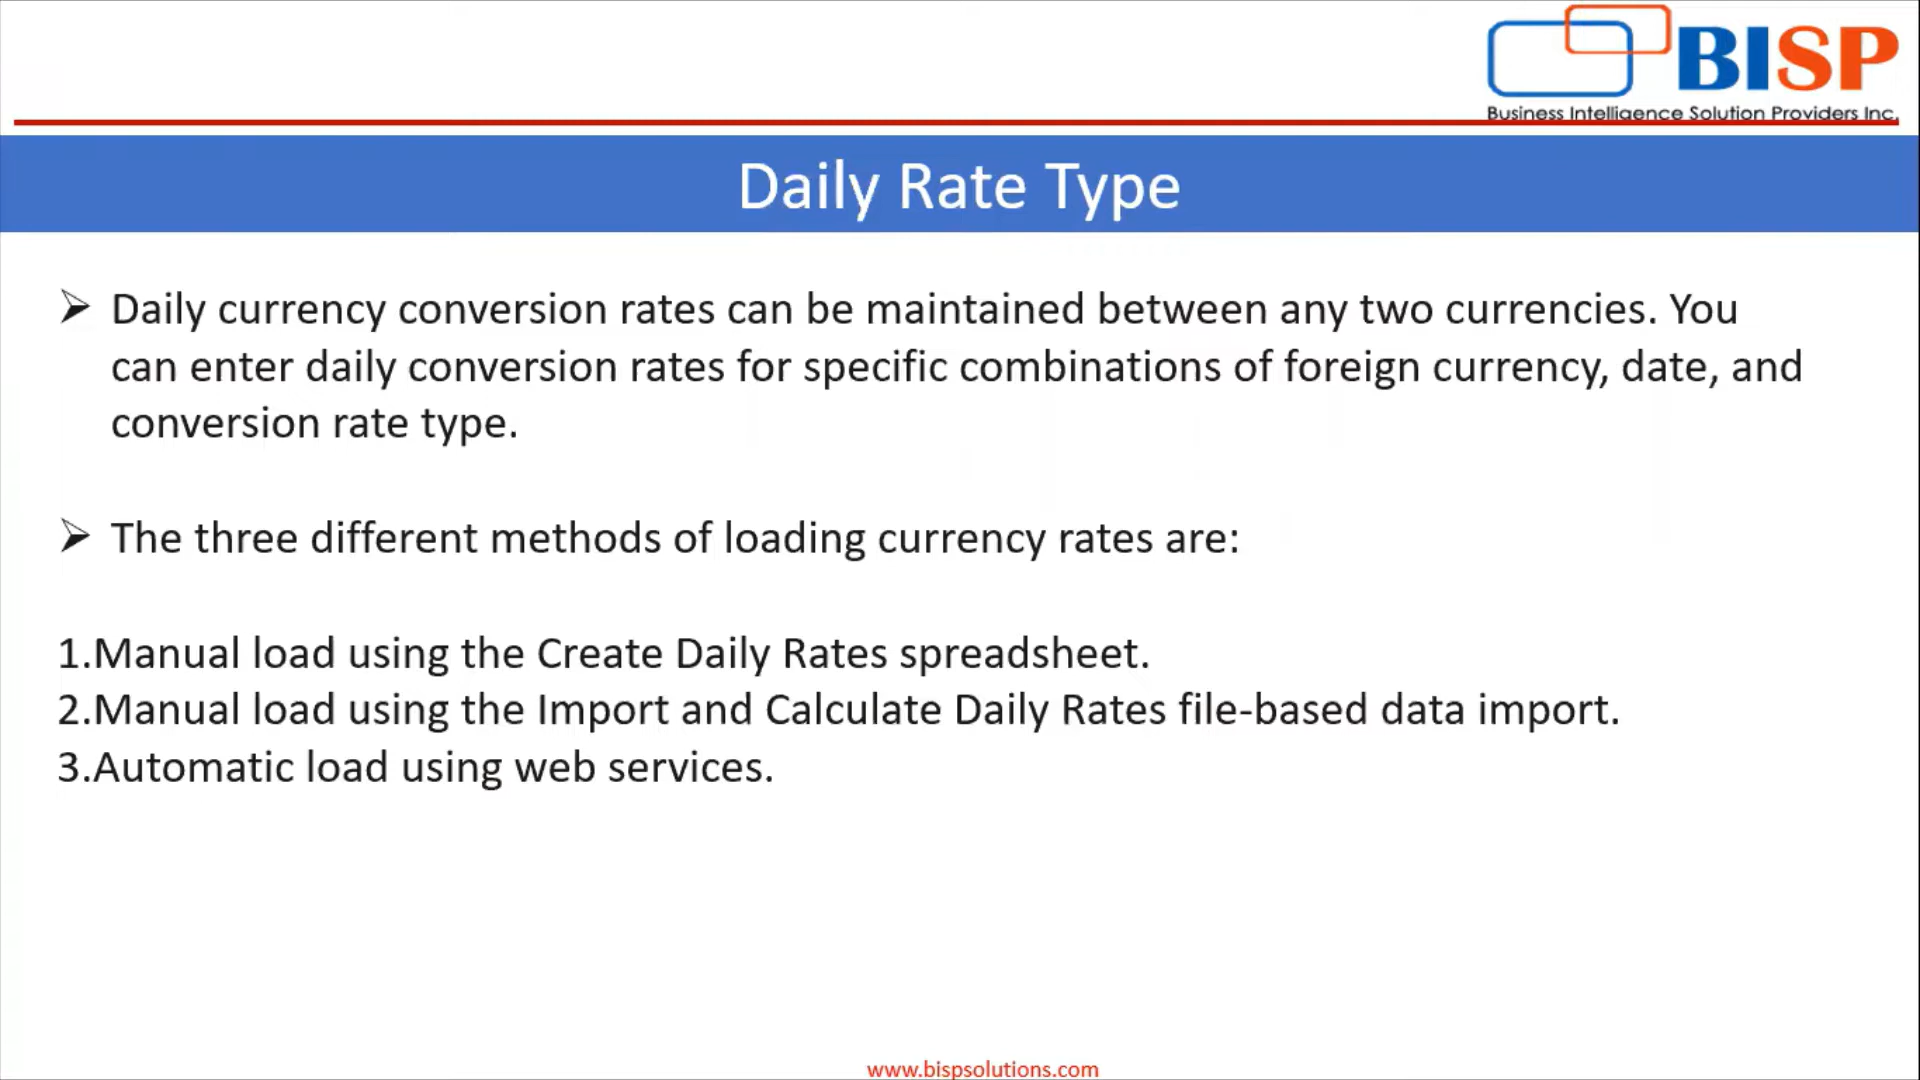 BISP
Business Intelligence Solution Providers Inc.
Daily Rate Type
➢ Daily currency conversion rates can be maintained between any two currencies. You
can enter daily conversion rates for specific combinations of foreign currency, date, and
conversion rate type.
➢ The three different methods of loading currency rates are:
1.Manual load using the Create Daily Rates spreadsheet.
2.Manual load using the Import and Calculate Daily Rates file-based data import.
3.Automatic load using web services.
www.bispsolutions.com